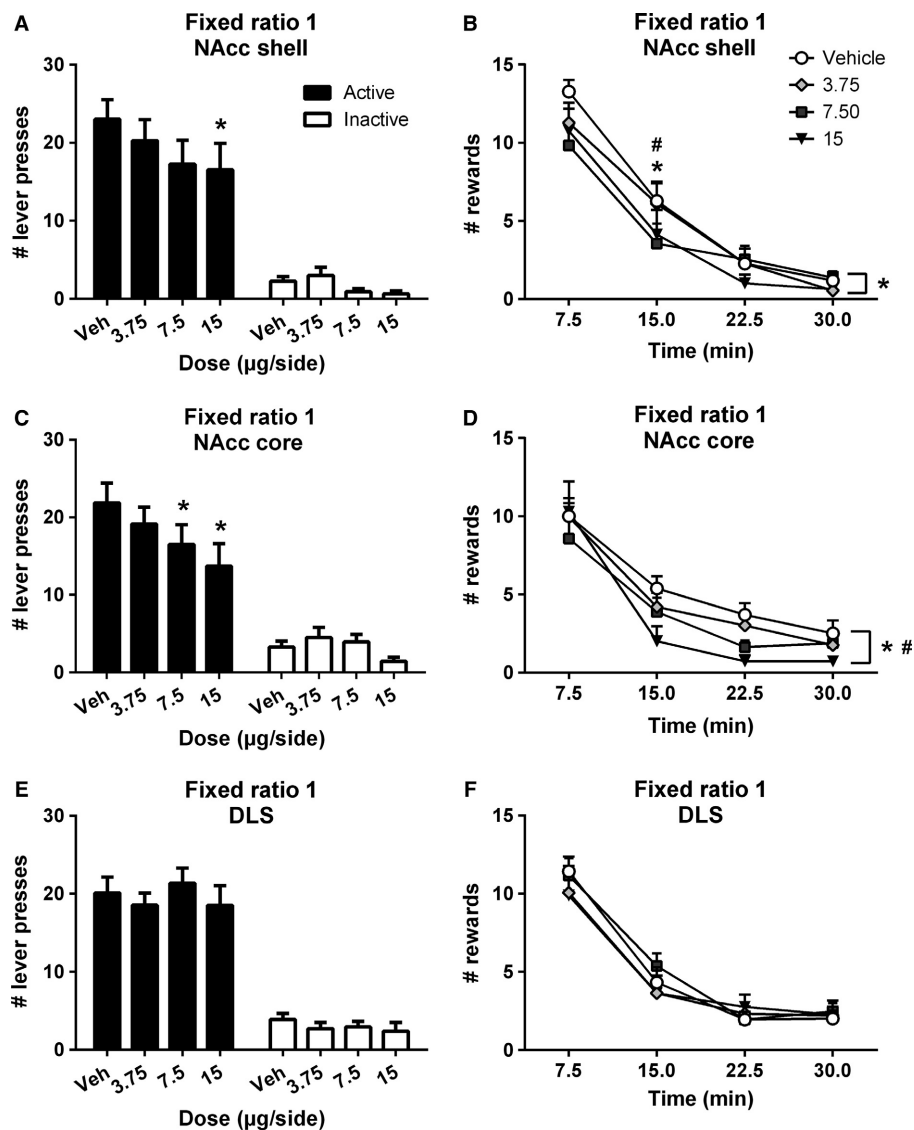 A
Fixed ratio 1
NAcc shell
# lever presses
30
20
10
0
Active
Inactive
*
Veh
3.75
7.5
15
Veh
3.75
7.5
15
Dose (µg/side)
B
Fixed ratio 1
NAcc shell
# rewards
15
10
5
0
Vehicle
3.75
7.50
15
#
*
*
7.5
15.0
22.5
30.0
Time (min)
C
Fixed ratio 1
NAcc core
# lever presses
30
20
10
0
*
*
Veh
3.75
7.5
15
Veh
3.75
7.5
15
Dose (µg/side)
D
Fixed ratio 1
NAcc core
# rewards
15
10
5
0
* #
7.5
15.0
22.5
30.0
Time (min)
E
Fixed ratio 1
DLS
# lever presses
30
20
10
0
Veh
3.75
7.5
15
Veh
3.75
7.5
15
Dose (µg/side)
F
Fixed ratio 1
DLS
# rewards
15
10
5
0
7.5
15.0
22.5
30.0
Time (min)